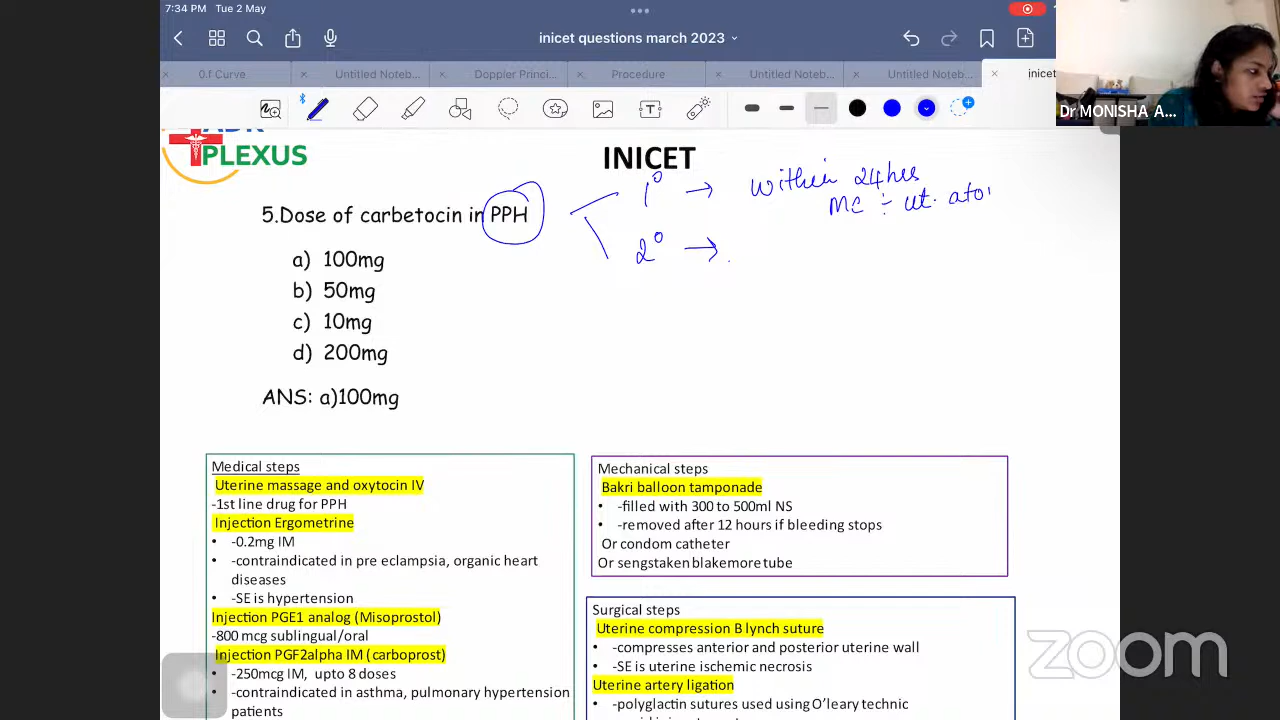 7:34 PM Tue 2 May
inicet questions march 2023
0.f Curve
Untitled Noteb...
Doppler Princi...
Procedure
Untitled Noteb...
Untitled Noteb...
inicet
Dr MONISHA A...
PLEXUS
INICET
1° → within 24hrs
MC ÷ ut. ato
5.Dose of carbetocin in PPH
2° →
a) 100mg
b) 50mg
c) 10mg
d) 200mg
ANS: a)100mg
Medical steps
Uterine massage and oxytocin IV
-1st line drug for PPH
Injection Ergometrine
• -0.2mg IM
• -contraindicated in pre eclampsia, organic heart
diseases
• -SE is hypertension
Injection PGE1 analog (Misoprostol)
-800 mcg sublingual/oral
Injection PGF2alpha IM (carboprost)
• -250mcg IM, upto 8 doses
• -contraindicated in asthma, pulmonary hypertension
patients
Mechanical steps
Bakri balloon tamponade
• -filled with 300 to 500ml NS
• -removed after 12 hours if bleeding stops
Or condom catheter
Or sengstaken blakemore tube
Surgical steps
Uterine compression B lynch suture
• -compresses anterior and posterior uterine wall
• -SE is uterine ischemic necrosis
Uterine artery ligation
• -polyglactin sutures used using O'leary technic
zoom